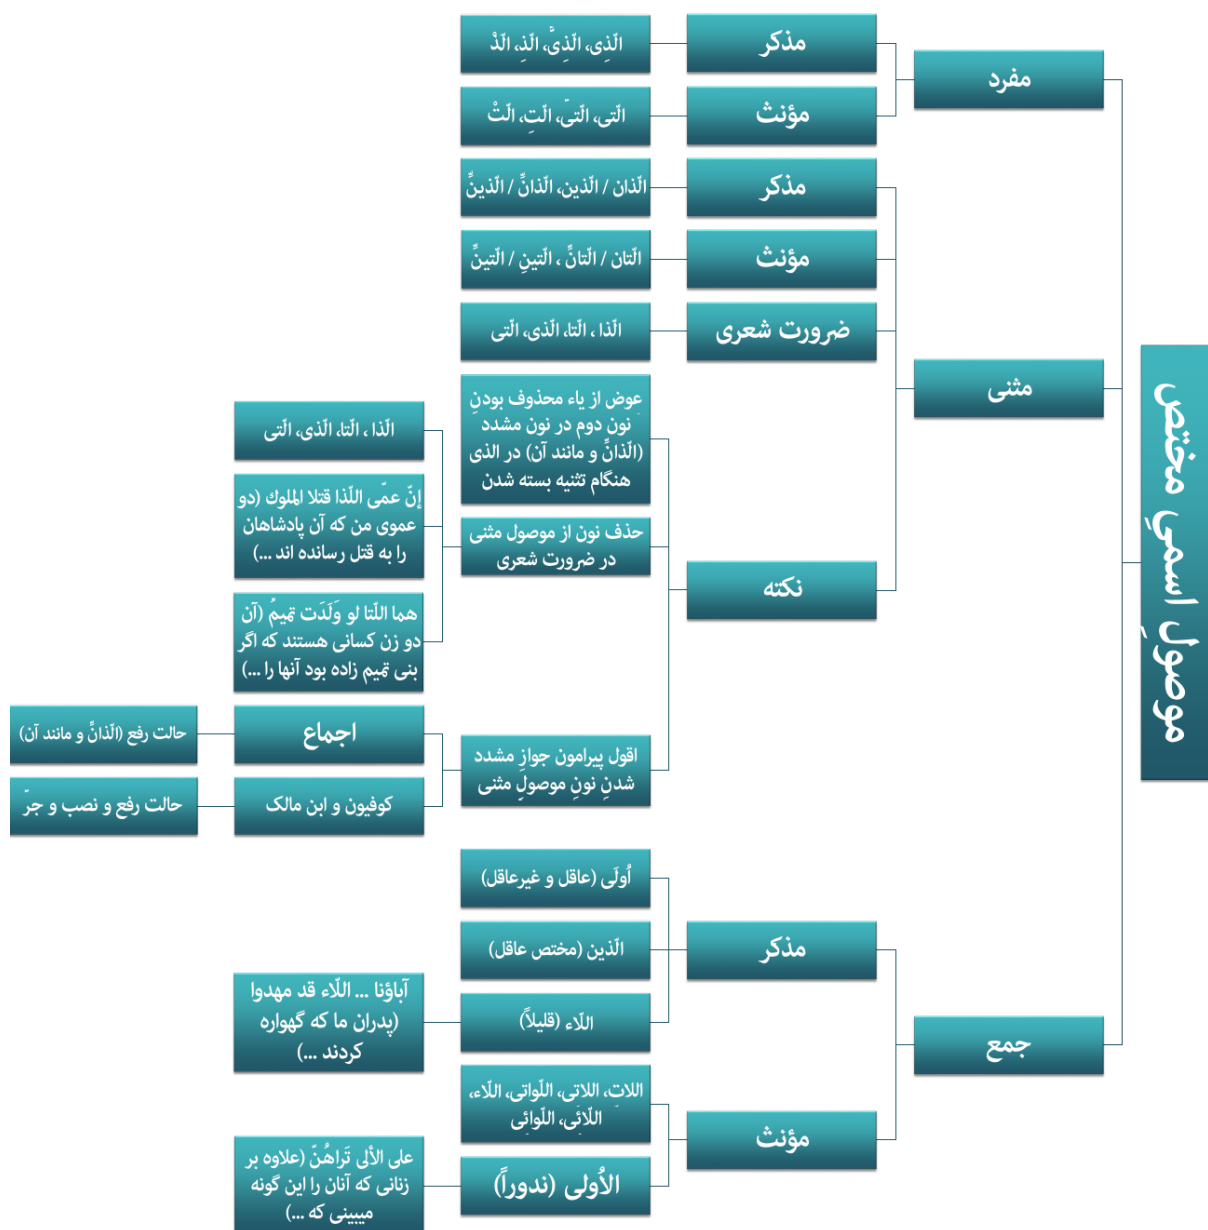 موصولِ اسمیِ مختص
مفرد
مذکر
الّذِی، الّذِیّْ، الّذِ، الّذْ
مؤنث
الّتی، الّتیّ، الّتِ، الّتْ
مثنی
مذکر
الّذان / الّذین، الّذانِّ / الّذینِّ
مؤنث
الّتان / الّتانِّ ، الّتینِ / الّتینِّ
ضرورت شعری
الّذا ، الّتا، الّذی، الّتی
نکته
عِوض از یاء محذوف بودنِ
نون دوم در نون مشدد
(الّذانِّ و مانند آن) در الذی
هنگام تثنیه بسته شدن
حذف نون از موصول مثنی
در ضرورت شعری
الّذا ، الّتا، الّذی، الّتی
إنّ عمّی اللّذا قتلا الملوك (دو
عموی من که آن پادشاهان
را به قتل رسانده اند ...)
هما اللّتا لو وَلَدَت تمیمُ (آن
دو زن کسانی هستند که اگر
بنی تمیم زاده بود آنها را ...)
اقول پیرامون جوازِ مشدد
شدنِ نونِ موصولِ مثنی
اجماع
حالت رفع (الّذانِّ و مانند آن)
کوفیون و ابن مالک
حالت رفع و نصب و جرّ
جمع
مذکر
اُولَی (عاقل و غیرعاقل)
الّذین (مختص عاقل)
اللّاء (قلیلاً)
آباؤنا ... اللّاء قد مهدوا
(پدران ما که گهواره
کردند ...)
مؤنث
اللاتِ، اللاتی، اللّواتی، اللاء،
اللّائی، اللّوائی
الاُولی (ندوراً)
علی الألی تَراهُنّ (علاوه بر
زنانی که آنان را این گونه
میبینی که ...)